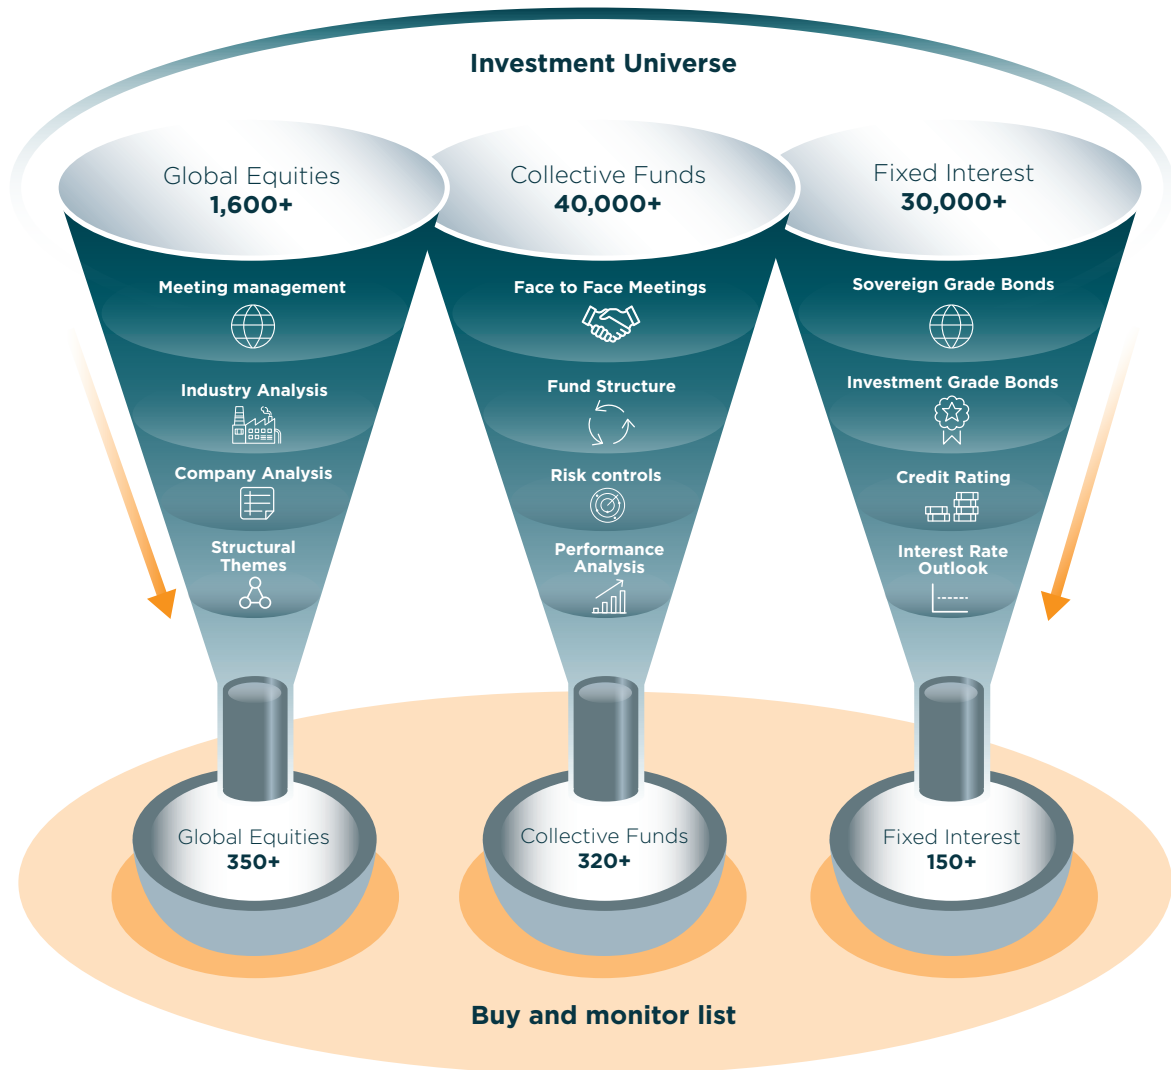 Investment Universe
Global Equities
1,600+
Collective Funds
40,000+
Fixed Interest
30,000+
Meeting management
Industry Analysis
Company Analysis
Structural
Themes
Face to Face Meetings
Fund Structure
Risk controls
Performance
Analysis
Sovereign Grade Bonds
Investment Grade Bonds
Credit Rating
Interest Rate
Outlook
Global Equities
350+
Collective Funds
320+
Fixed Interest
150+
Buy and monitor list